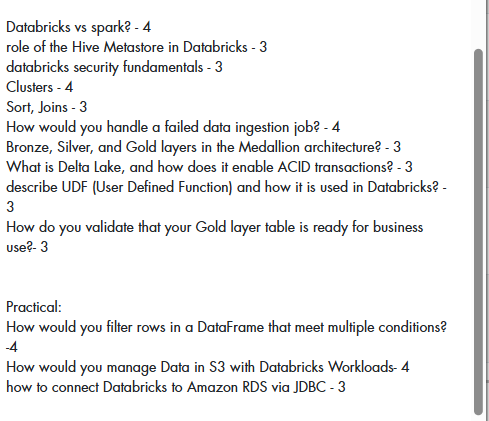 Databricks vs spark? - 4
role of the Hive Metastore in Databricks - 3
databricks security fundamentals - 3
Clusters - 4
Sort, Joins - 3
How would you handle a failed data ingestion job? - 4
Bronze, Silver, and Gold layers in the Medallion architecture? - 3
What is Delta Lake, and how does it enable ACID transactions? - 3
describe UDF (User Defined Function) and how it is used in Databricks? -
3
How do you validate that your Gold layer table is ready for business
use?- 3
Practical:
How would you filter rows in a DataFrame that meet multiple conditions?
-4
How would you manage Data in S3 with Databricks Workloads- 4
how to connect Databricks to Amazon RDS via JDBC - 3